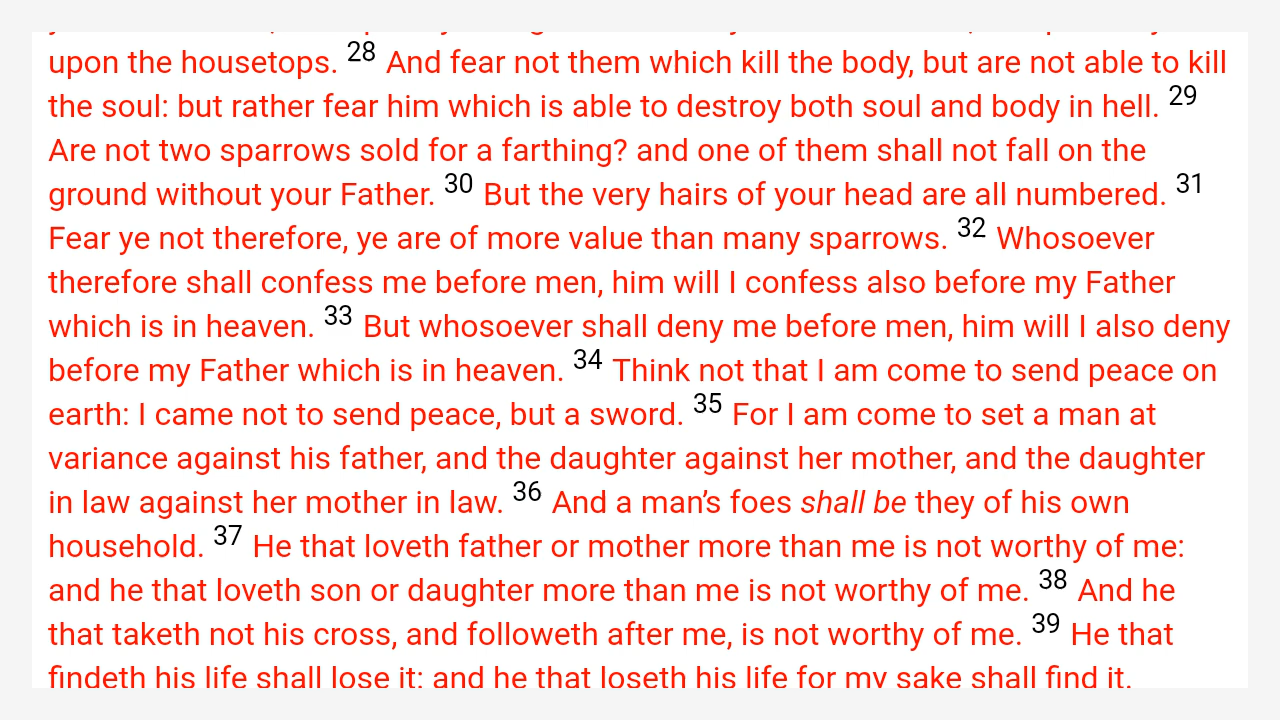 upon the housetops. 28 And fear not them which kill the body, but are not able to kill
the soul: but rather fear him which is able to destroy both soul and body in hell. 29
Are not two sparrows sold for a farthing? and one of them shall not fall on the
ground without your Father. 30 But the very hairs of your head are all numbered. 31
Fear ye not therefore, ye are of more value than many sparrows. 32 Whosoever
therefore shall confess me before men, him will I confess also before my Father
which is in heaven. 33 But whosoever shall deny me before men, him will I also deny
before my Father which is in heaven. 34 Think not that I am come to send peace on
earth: I came not to send peace, but a sword. 35 For I am come to set a man at
variance against his father, and the daughter against her mother, and the daughter
in law against her mother in law. 36 And a man’s foes shall be they of his own
household. 37 He that loveth father or mother more than me is not worthy of me:
and he that loveth son or daughter more than me is not worthy of me. 38 And he
that taketh not his cross, and followeth after me, is not worthy of me. 39 He that
findeth his life shall lose it: and he that loseth his life for my sake shall find it.